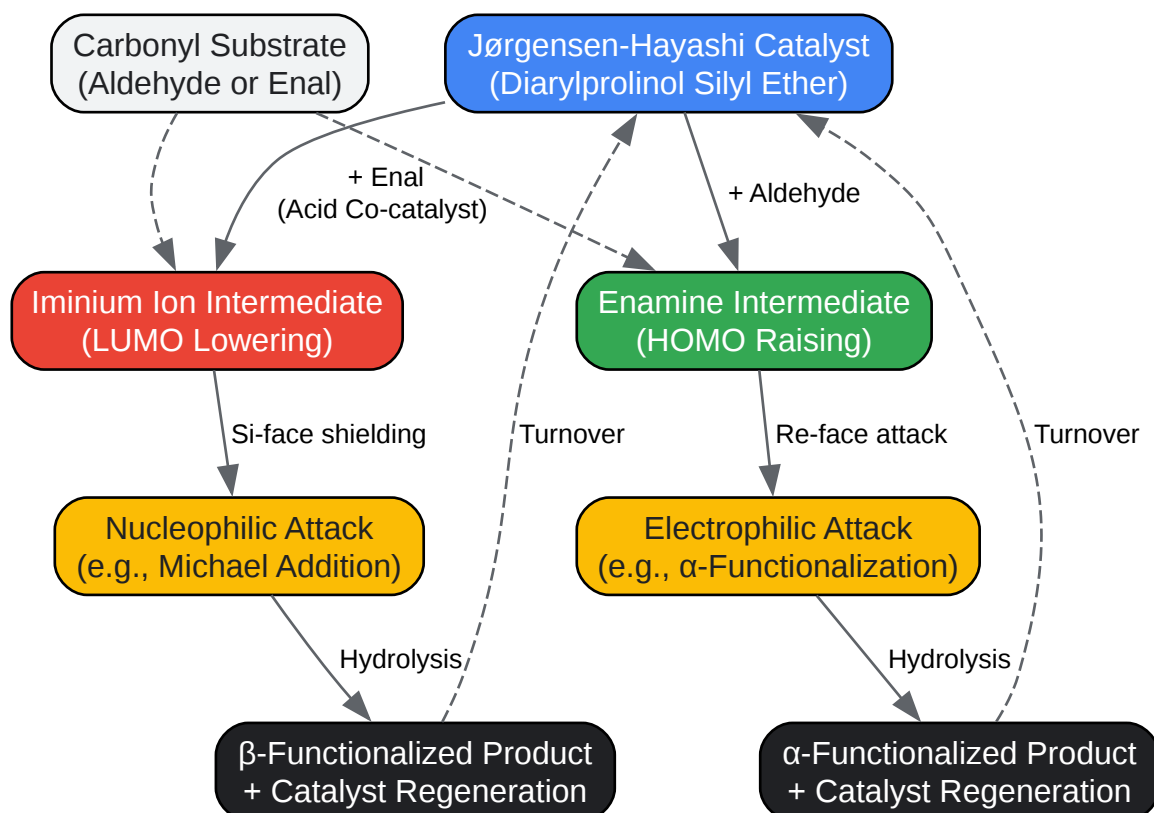 Carbonyl Substrate
(Aldehyde or Enal)
Jørgensen-Hayashi Catalyst
(Diarylprolinol Silyl Ether)
+ Enal
(Acid Co-catalyst)
+ Aldehyde
Iminium Ion Intermediate
(LUMO Lowering)
Enamine Intermediate
(HOMO Raising)
Si-face shielding
Turnover
Re-face attack
Turnover
Nucleophilic Attack
(e.g., Michael Addition)
Electrophilic Attack
(e.g., α-Functionalization)
Hydrolysis
Hydrolysis
β-Functionalized Product
+ Catalyst Regeneration
α-Functionalized Product
+ Catalyst Regeneration